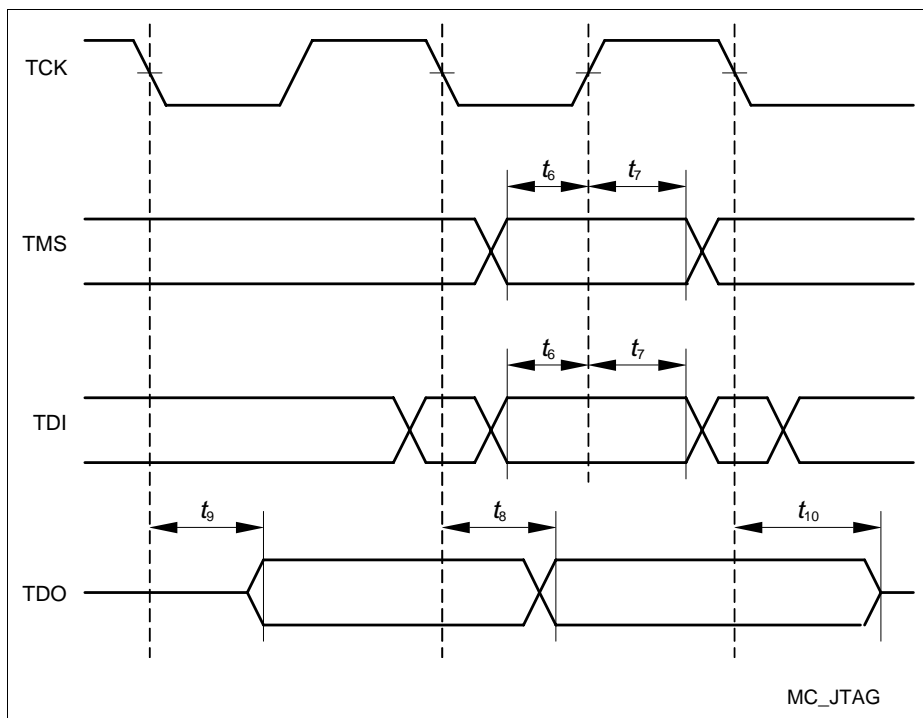 TCK
t6 t7
TMS
t6 t7
TDI
t9 t8 t10
TDO
MC_JTAG